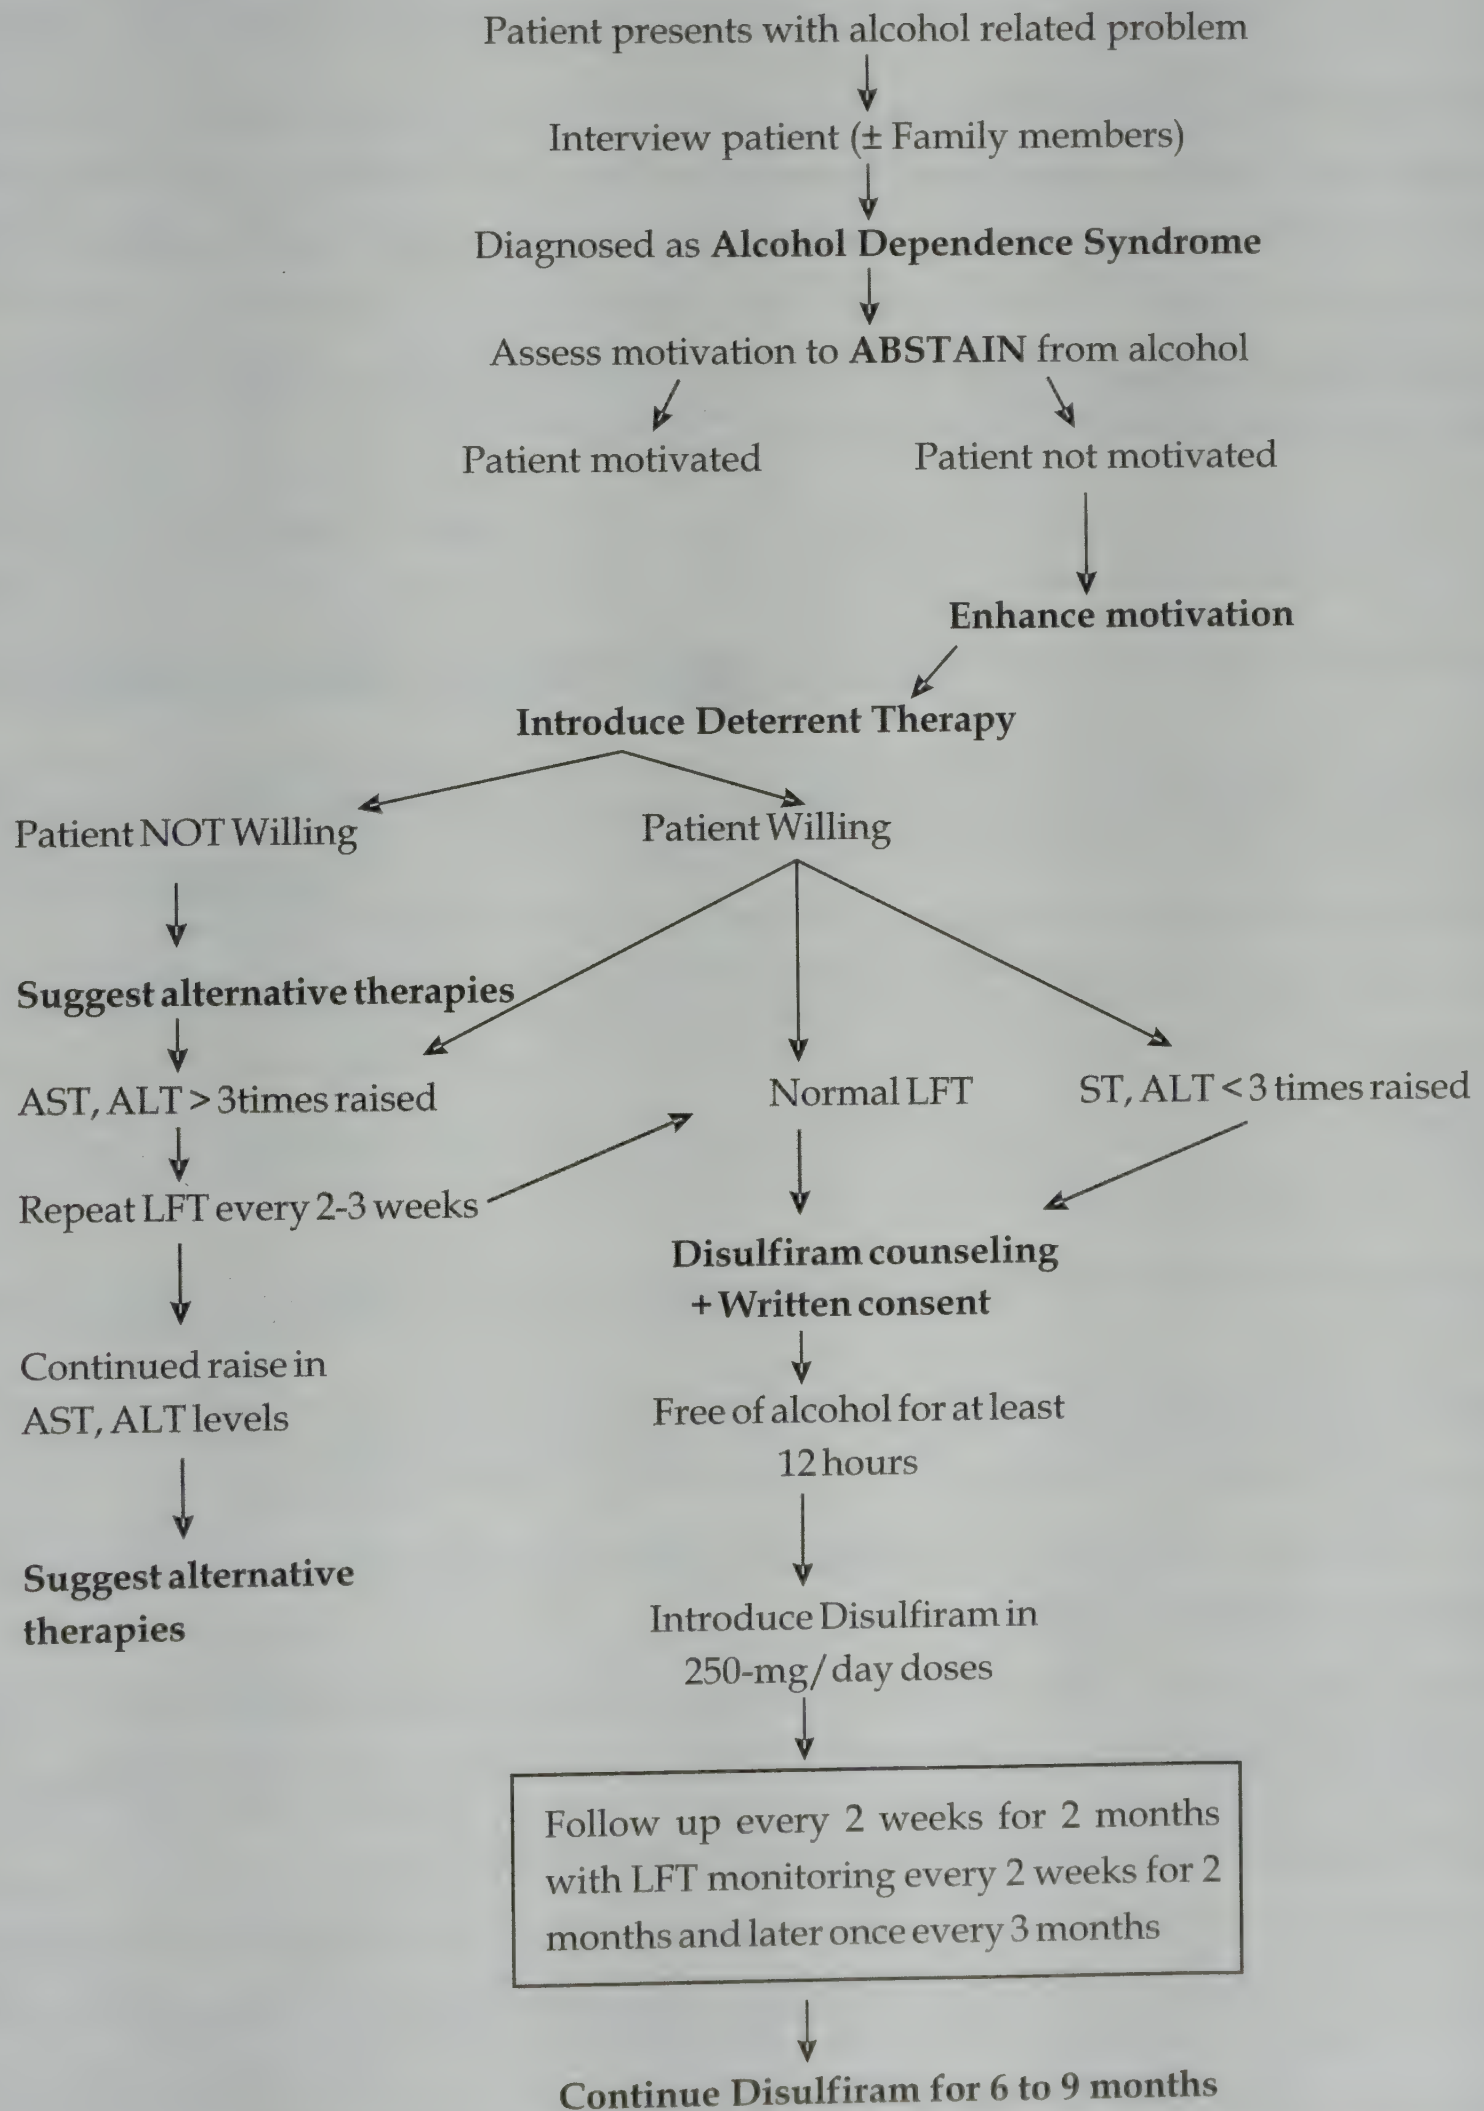 Patient presents with alcohol related problem
Interview patient (± Family members)
Diagnosed as Alcohol Dependence Syndrome
Assess motivation to ABSTAIN from alcohol
Patient motivated
Patient not motivated
Enhance motivation
Introduce Deterrent Therapy
Patient NOT Willing
Patient Willing
Suggest alternative therapies
AST, ALT > 3times raised
Normal LFT
ST, ALT < 3 times raised
Repeat LFT every 2-3 weeks
Disulfiram counseling
+ Written consent
Continued raise in
AST, ALT levels
Free of alcohol for at least
12 hours
Suggest alternative
therapies
Introduce Disulfiram in
250-mg/day doses
Follow up every 2 weeks for 2 months
with LFT monitoring every 2 weeks for 2
months and later once every 3 months
Continue Disulfiram for 6 to 9 months